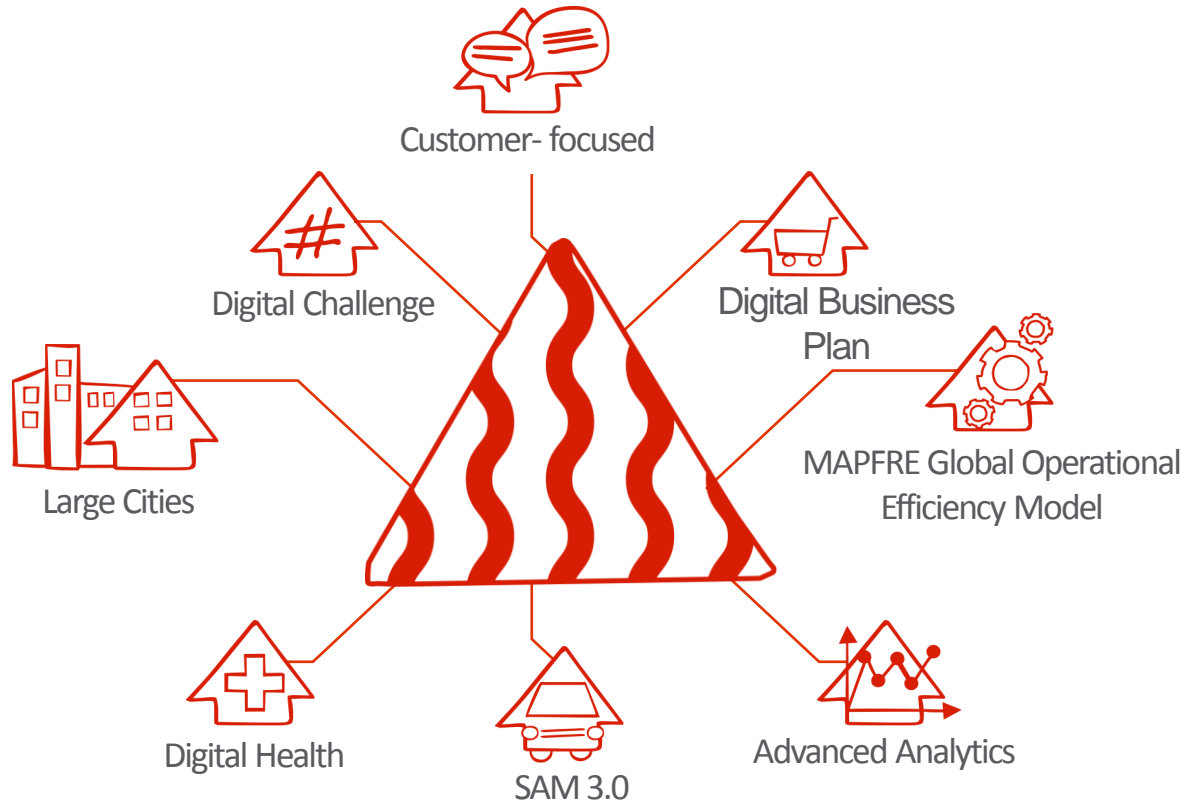 Customer- focused
Digital Challenge
Digital Business
Plan
Large Cities
MAPFRE Global Operational
Efficiency Model
Digital Health
SAM 3.0
Advanced Analytics